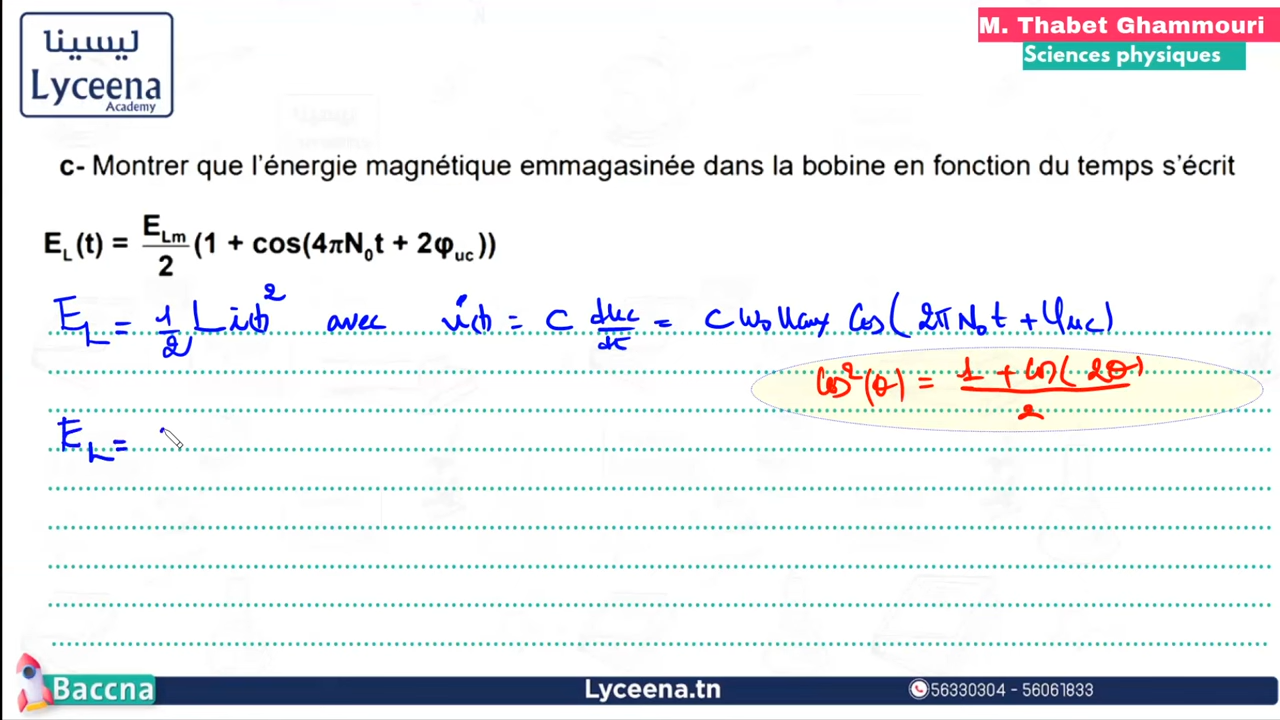 ليسينا
Lyceena
Academy
M. Thabet Ghammouri
Sciences physiques
c- Montrer que l'énergie magnétique emmagasinée dans la bobine en fonction du temps s'écrit
E_L(t) = E_Lm/2 (1 + cos(4πN₀t + 2φ_uc))
E_L = 1/2 L i(t)² avec i(t) = C duc/dt = C ω₀ Umax cos(2πN₀t + φuc)
cos²(θ) = 1 + cos(2θ)/2
E_L =
Baccna
Lyceena.tn
56330304 - 56061833